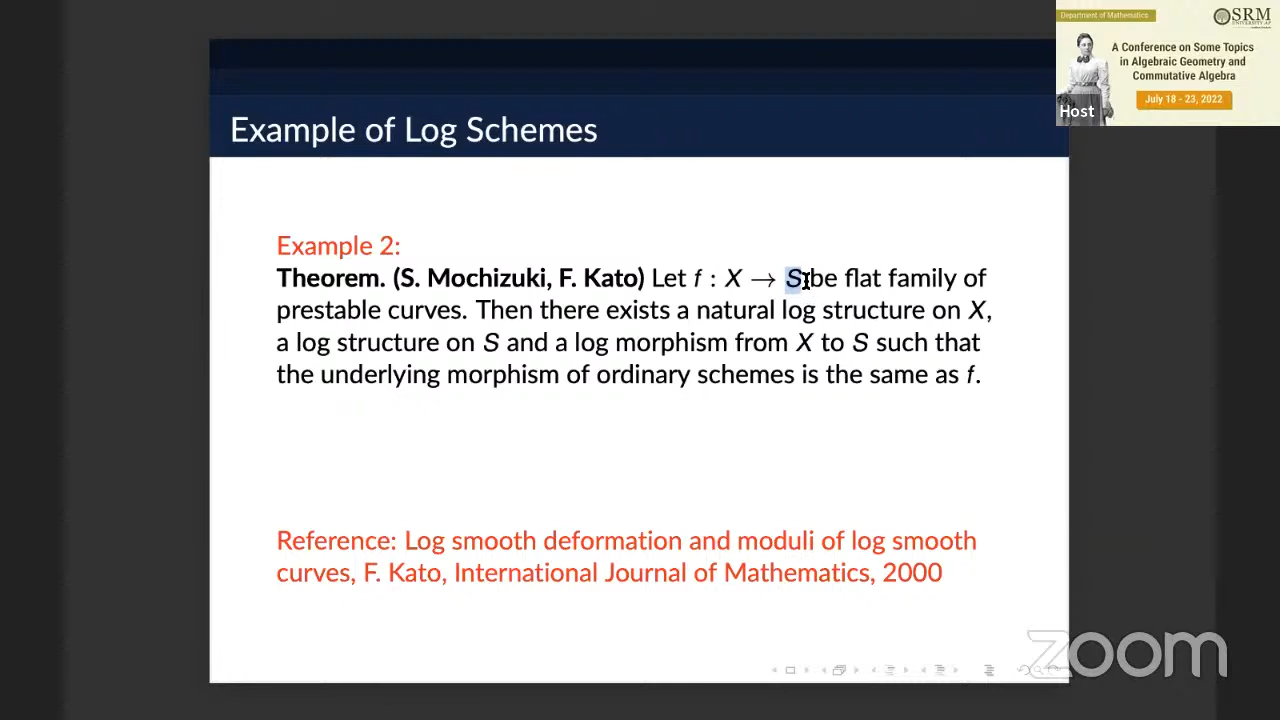 Department of Mathematics
SRM
UNIVERSITY AP
A Conference on Some Topics
in Algebraic Geometry and
Commutative Algebra
July 18 - 23, 2022
Host
Example of Log Schemes
Example 2:
Theorem. (S. Mochizuki, F. Kato) Let f : X → S be flat family of
prestable curves. Then there exists a natural log structure on X,
a log structure on S and a log morphism from X to S such that
the underlying morphism of ordinary schemes is the same as f.
Reference: Log smooth deformation and moduli of log smooth
curves, F. Kato, International Journal of Mathematics, 2000
zoom